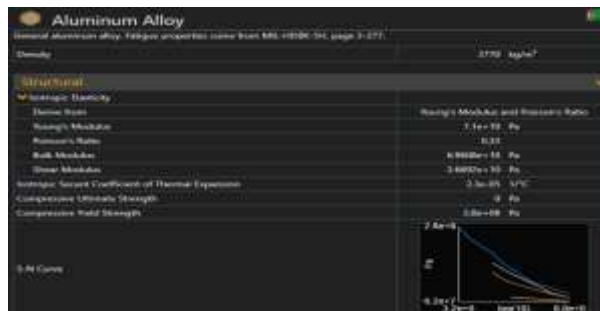 Aluminum Alloy
General aluminum alloy. Fatigue properties come from MIL-HDBK-5H, page 3-277.
Density 2770 kg/m³
Structural
Isotropic Elasticity
Derive from Young's Modulus and Poisson's Ratio
Young's Modulus 7.1e+10 Pa
Poisson's Ratio 0.33
Bulk Modulus 6.9608e+10 Pa
Shear Modulus 2.6692e+10 Pa
Isotropic Secant Coefficient of Thermal Expansion 2.3e-05 1/°C
Compressive Ultimate Strength 0 Pa
Compressive Yield Strength 2.8e+08 Pa
S-N Curve
Pa